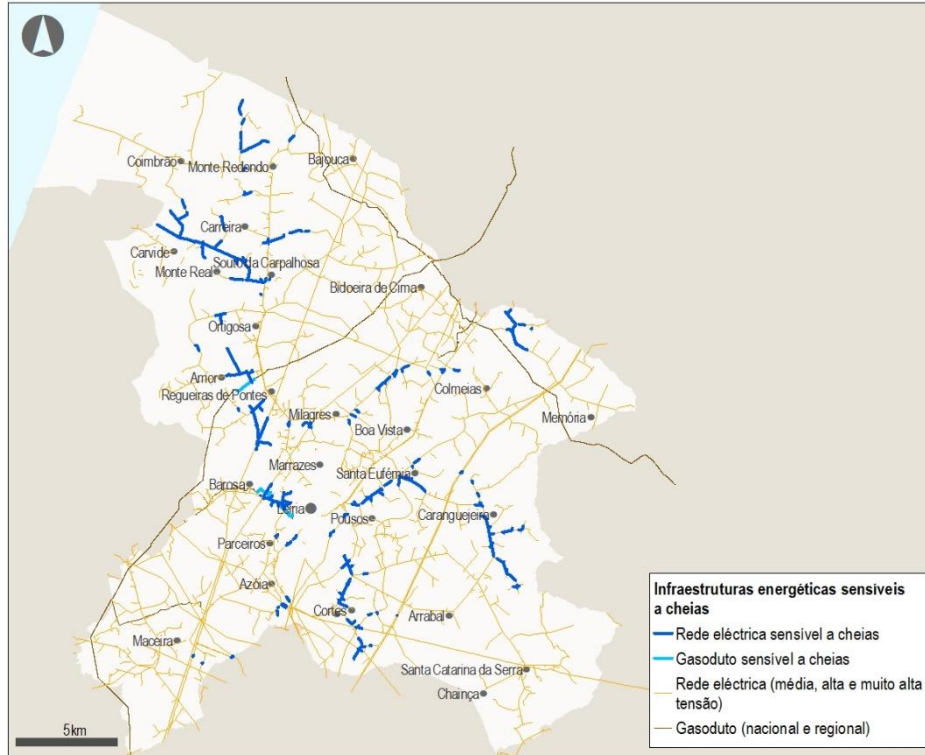 Coimbrão
Monte Redondo
Bajouca
Carreira
Carvide
Souto da Carpalhosa
Monte Real
Bidoeira de Cima
Ortigosa
Amor
Regueiras de Pontes
Colmeias
Milagres
Memória
Boa Vista
Marrazes
Santa Eufémia
Barosa
Leiria
Pousos
Caranguejeira
Parceiros
Azóia
Cortes
Arrabal
Maceira
Santa Catarina da Serra
Chainça
5km
Infraestruturas energéticas sensíveis
a cheias
Rede eléctrica sensível a cheias
Gasoduto sensível a cheias
Rede eléctrica (média, alta e muito alta
tensão)
Gasoduto (nacional e regional)